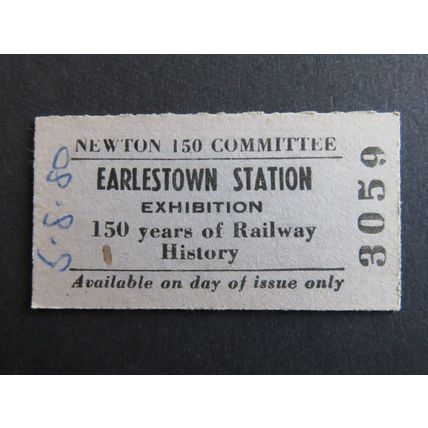 NEWTON 150 COMMITTEE
EARLESTOWN STATION
EXHIBITION
150 years of Railway
History
Available on day of issue only
3059
5·8·80